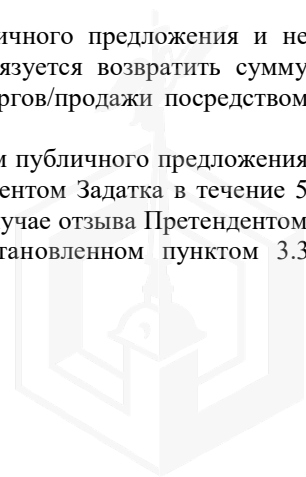 ичного предложения и не
язуется возвратить сумму
ргов/продажи посредством
м публичного предложения
ентом Задатка в течение 5
учае отзыва Претендентом
тановленном пунктом 3.3